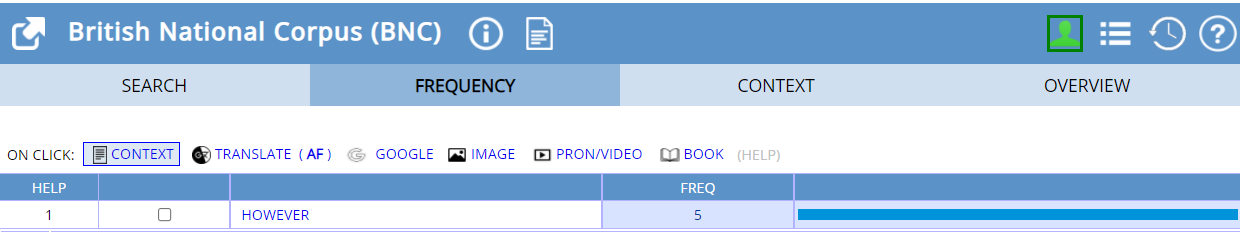 British National Corpus (BNC)
SEARCH FREQUENCY CONTEXT OVERVIEW
ON CLICK: CONTEXT TRANSLATE ( AF ) GOOGLE IMAGE PRON/VIDEO BOOK (HELP)
HELP FREQ
1 HOWEVER 5